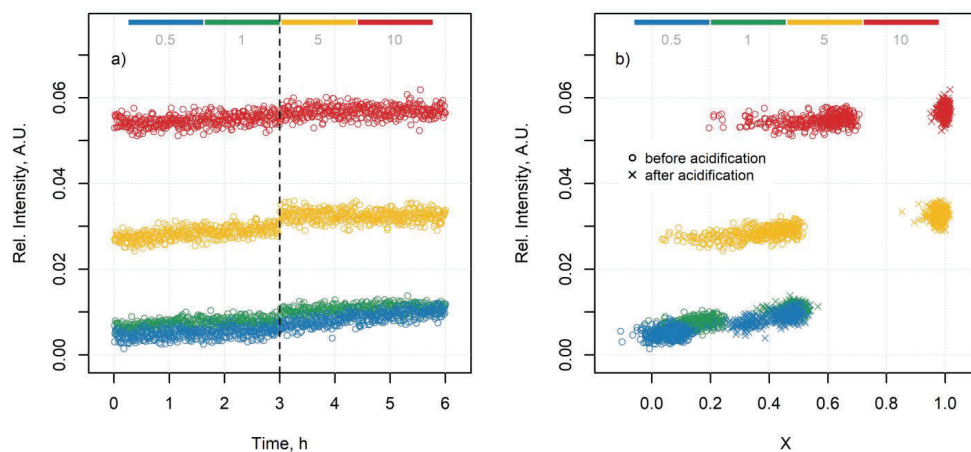 0.5 1 5 10
a)
Rel. Intensity, A.U.
0.00 0.02 0.04 0.06
0 1 2 3 4 5 6
Time, h
0.5 1 5 10
b)
before acidification
after acidification
Rel. Intensity, A.U.
0.00 0.02 0.04 0.06
0.0 0.2 0.4 0.6 0.8 1.0
X